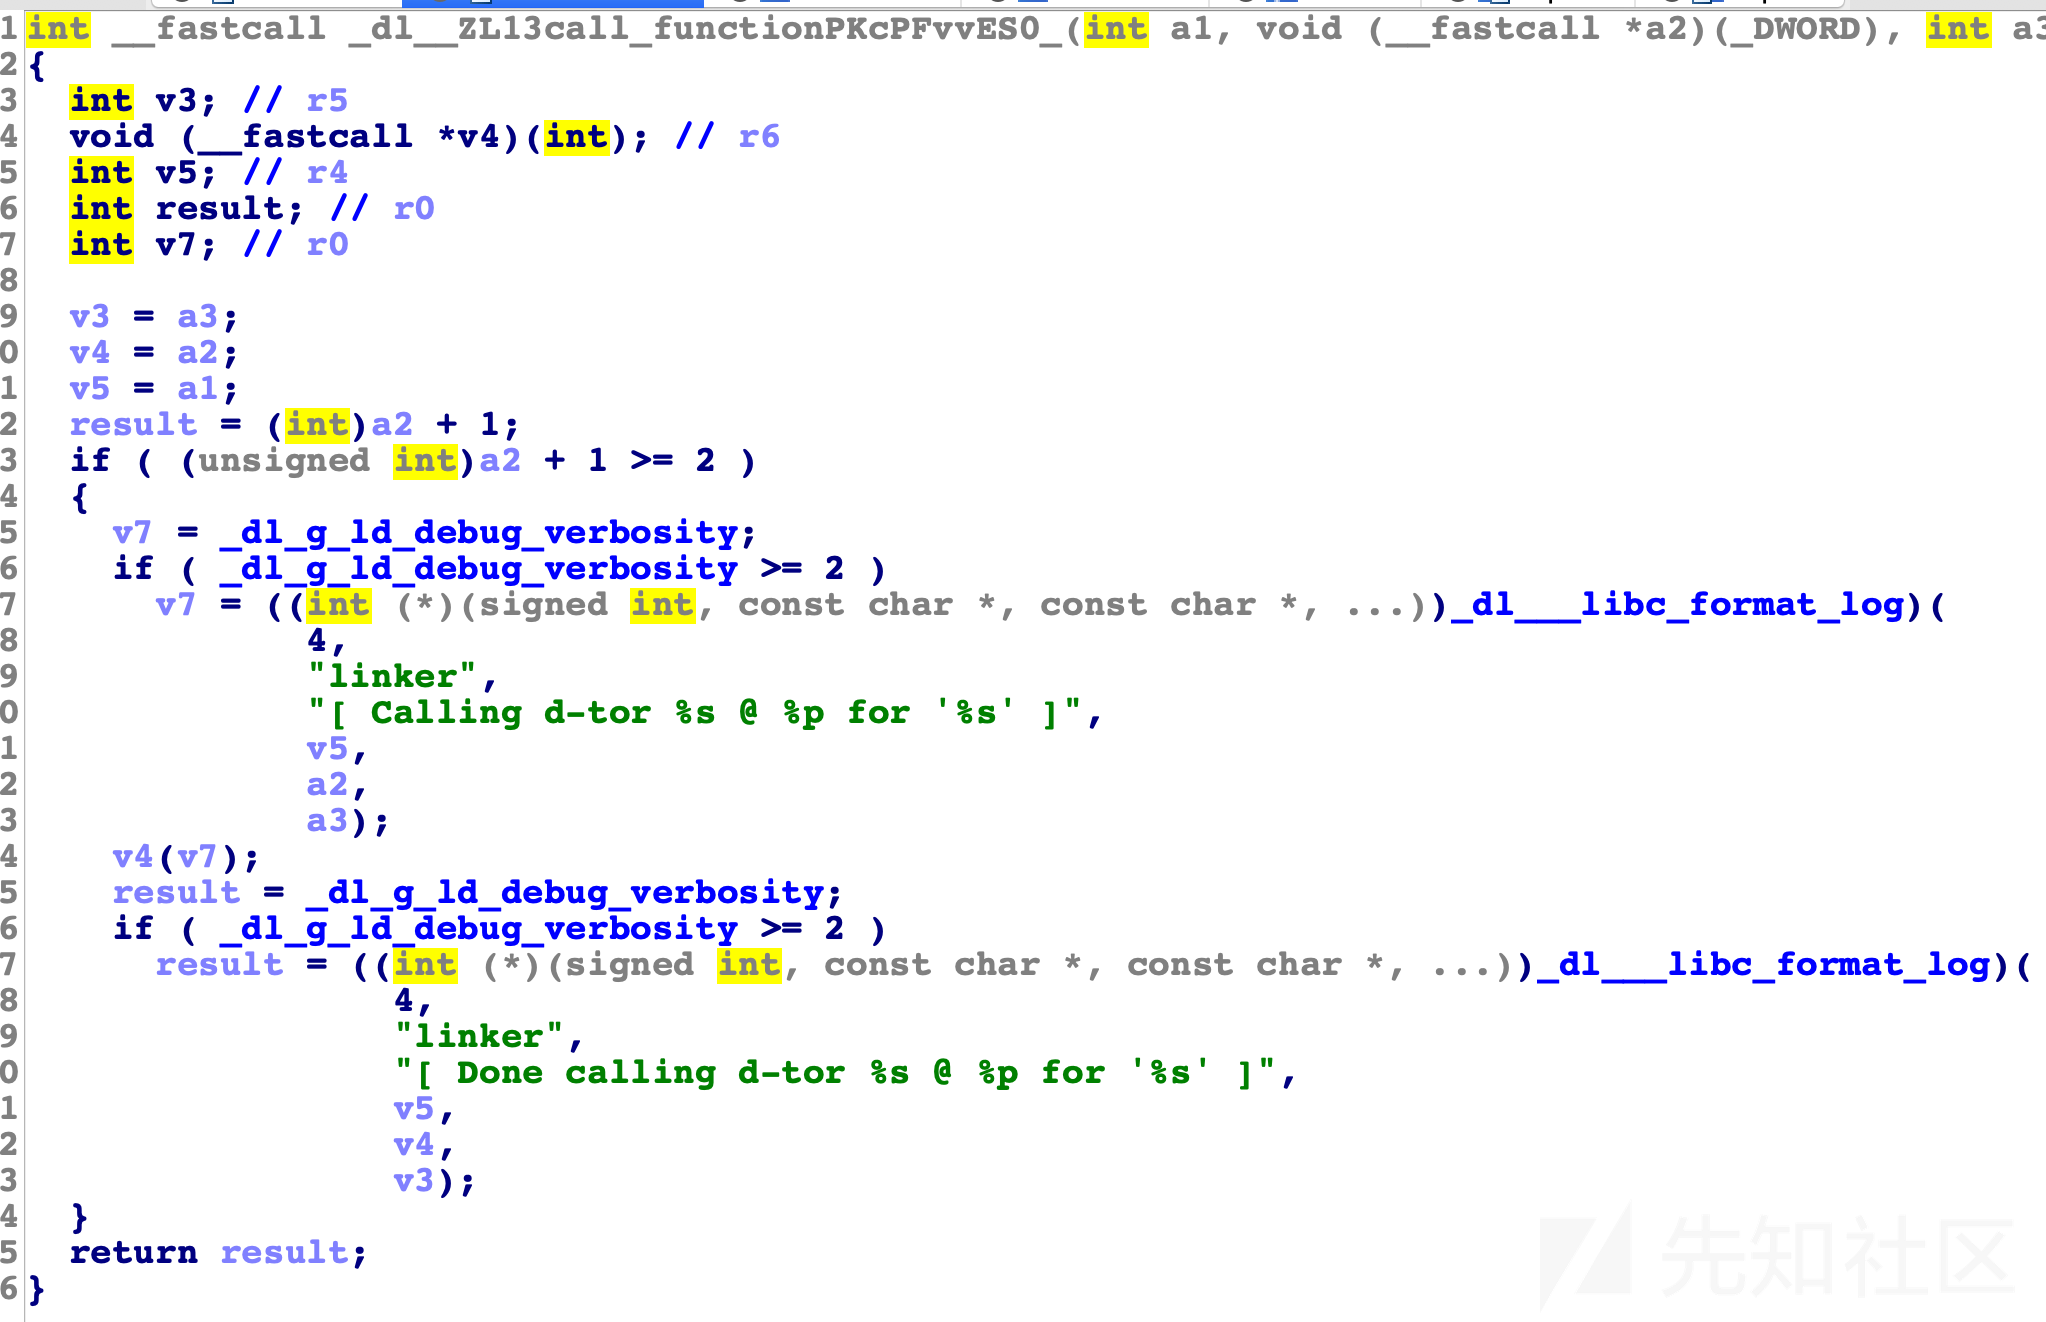 1 int __fastcall _dl__ZL13call_functionPKcPFvvES0_(int a1, void (__fastcall *a2)(_DWORD), int a3
2 {
3 int v3; // r5
4 void (__fastcall *v4)(int); // r6
5 int v5; // r4
6 int result; // r0
7 int v7; // r0
8
9 v3 = a3;
0 v4 = a2;
1 v5 = a1;
2 result = (int)a2 + 1;
3 if ( (unsigned int)a2 + 1 >= 2 )
4 {
5 v7 = _dl_g_ld_debug_verbosity;
6 if ( _dl_g_ld_debug_verbosity >= 2 )
7 v7 = ((int (*)(signed int, const char *, const char *, ...))_dl___libc_format_log)(
8 4,
9 "linker",
0 "[ Calling d-tor %s @ %p for '%s' ]",
1 v5,
2 a2,
3 a3);
4 v4(v7);
5 result = _dl_g_ld_debug_verbosity;
6 if ( _dl_g_ld_debug_verbosity >= 2 )
7 result = ((int (*)(signed int, const char *, const char *, ...))_dl___libc_format_log)(
8 4,
9 "linker",
0 "[ Done calling d-tor %s @ %p for '%s' ]",
1 v5,
2 v4,
3 v3);
4 }
5 return result;
6 }
先知社区